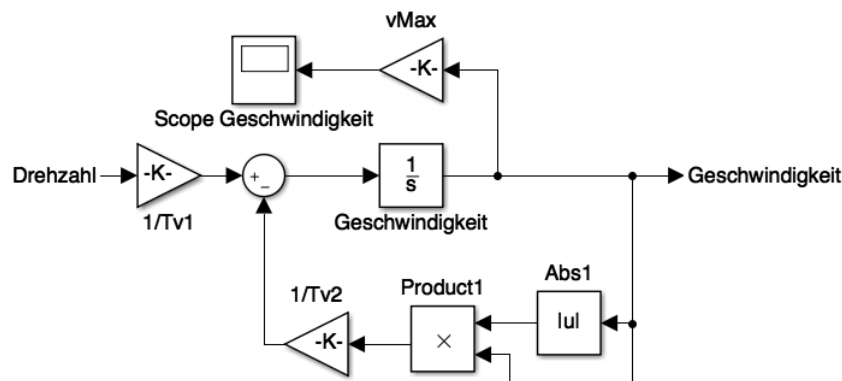 vMax
-K-
Scope Geschwindigkeit
Drehzahl
-K-
+
−
1
s
Geschwindigkeit
1/Tv1
Geschwindigkeit
Abs1
Product1
1/Tv2
|u|
×
-K-